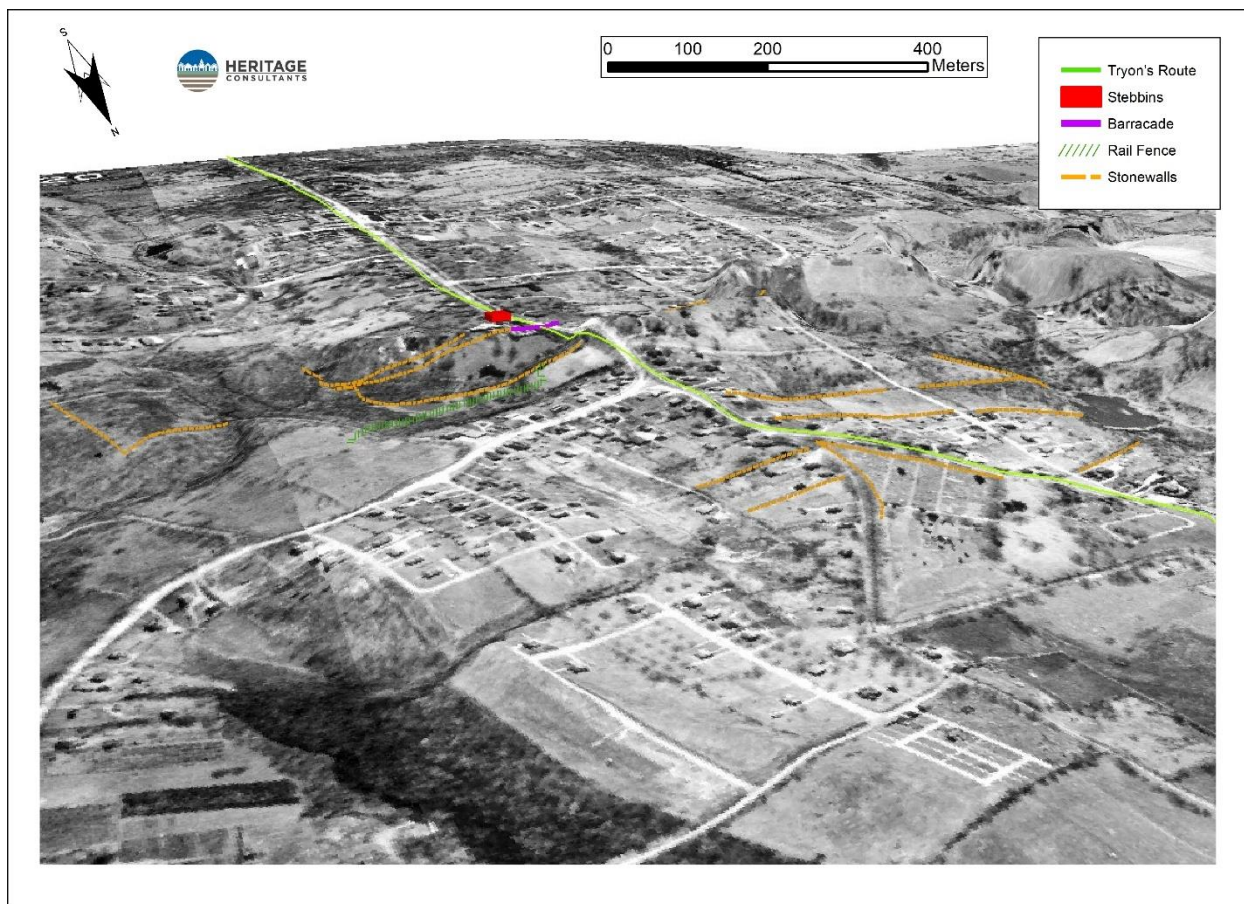 S
N
HERITAGE
CONSULTANTS
0 100 200 400
Meters
Tryon's Route
Stebbins
Barracade
Rail Fence
Stonewalls